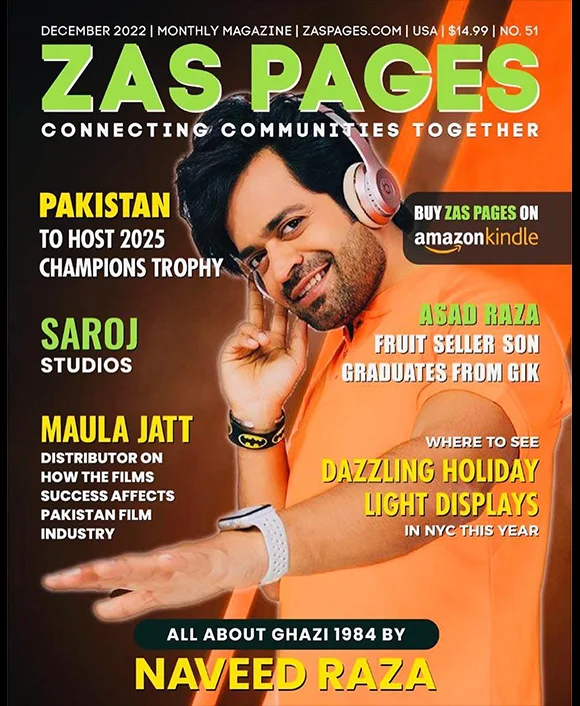 DECEMBER 2022 | MONTHLY MAGAZINE | ZASPAGES.COM | USA | $14.99 | NO. 51
ZAS PAGES
CONNECTING COMMUNITIES TOGETHER
PAKISTAN
TO HOST 2025
CHAMPIONS TROPHY
BUY ZAS PAGES ON
amazonkindle
SAROJ
STUDIOS
ASAD RAZA
FRUIT SELLER SON
GRADUATES FROM GIK
MAULA JATT
DISTRIBUTOR ON
HOW THE FILMS
SUCCESS AFFECTS
PAKISTAN FILM
INDUSTRY
WHERE TO SEE
DAZZLING HOLIDAY
LIGHT DISPLAYS
IN NYC THIS YEAR
ALL ABOUT GHAZI 1984 BY
NAVEED RAZA